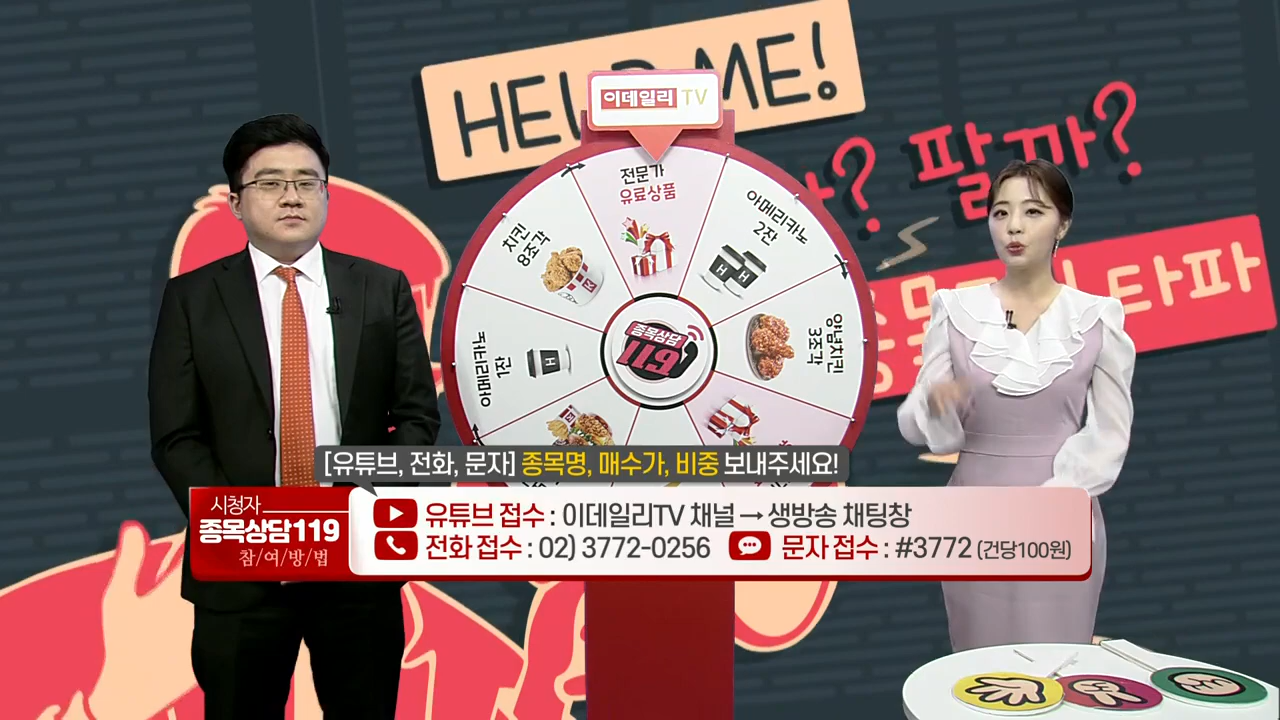 HELP ME!
이데일리 TV
팔까?
타파
전문가
유료상품
아메리카노
2잔
양념치킨
3조각
치킨
8조각
아메리카노
1잔
종목상담
119
[유튜브, 전화, 문자] 종목명, 매수가, 비중 보내주세요!
시청자
종목상담119
참/여/방/법
유튜브 접수 : 이데일리TV 채널 → 생방송 채팅창
전화 접수 : 02) 3772-0256
문자 접수 : #3772 (건당100원)